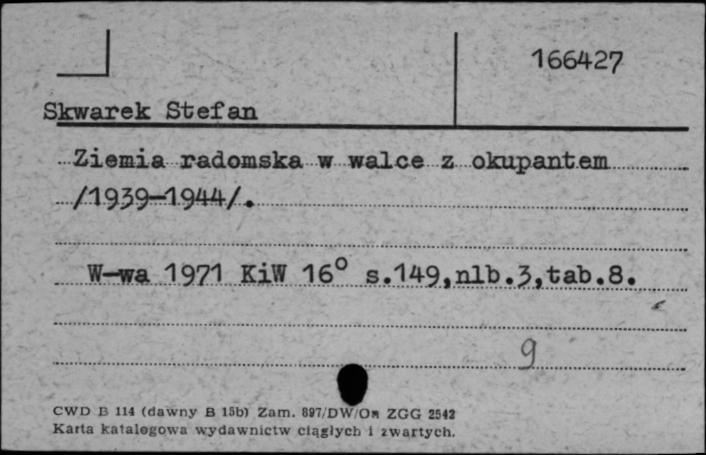 166427
Skwarek Stefan
Ziemia radomska w walce z okupantem
/1939-1944/.
W-wa 1971 KiW 16° s.149,nlb.3,tab.8.
9
CWD B 114 (dawny B 15b) Zam. 897/DW/Om ZGG 2542
Karta katalogowa wydawnictw ciągłych i zwartych.